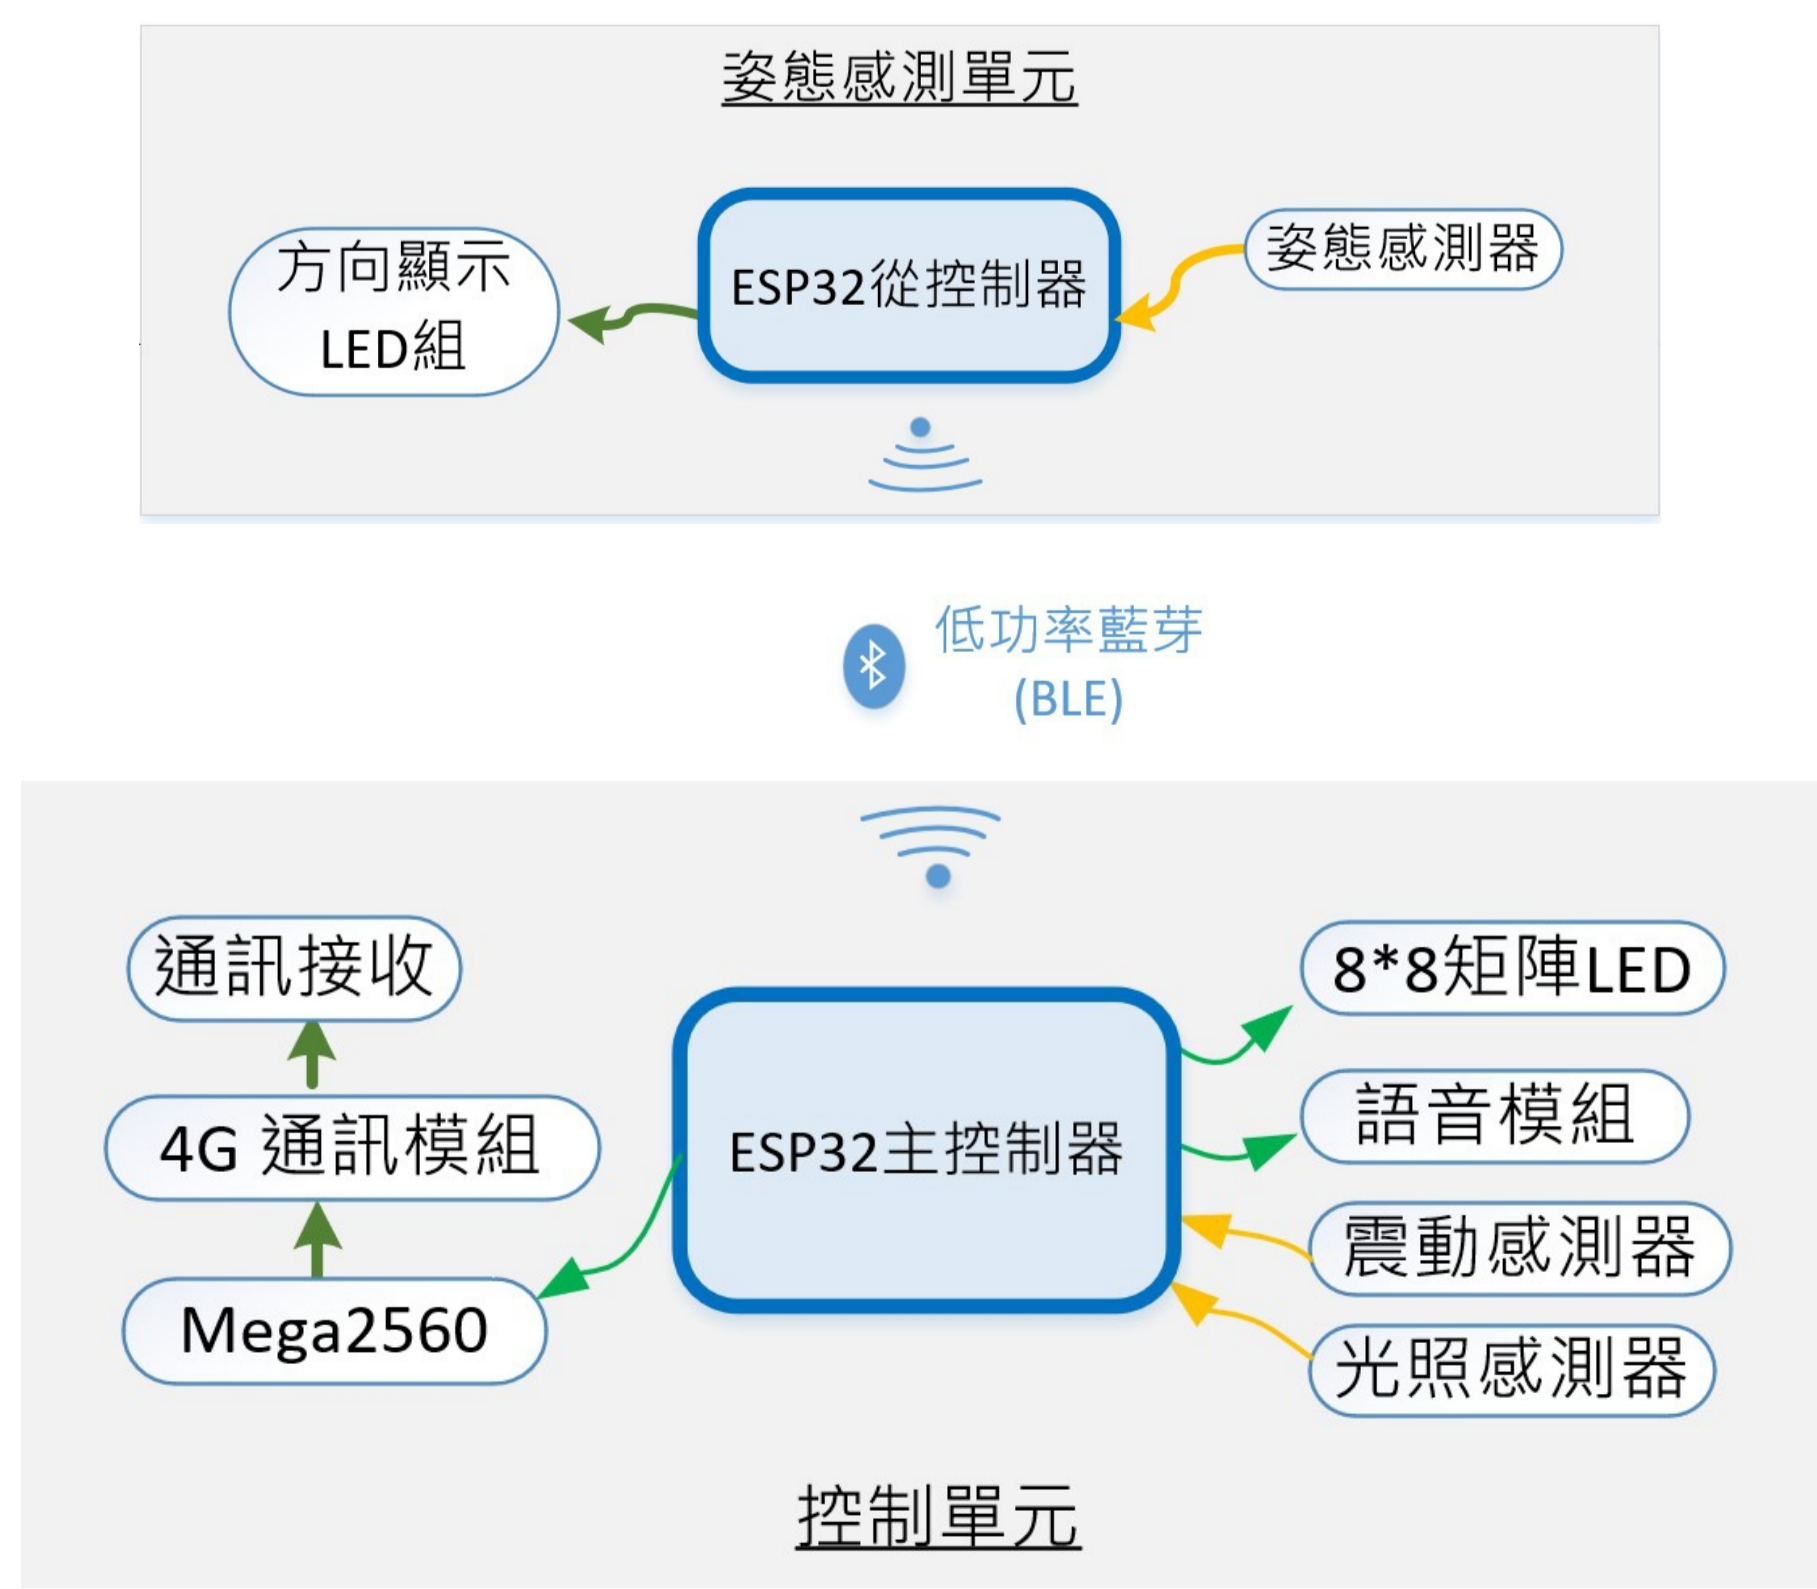 姿態感測單元
方向顯示
LED組
ESP32從控制器
姿態感測器
低功率藍芽
(BLE)
通訊接收
4G 通訊模組
Mega2560
ESP32主控制器
8*8矩陣LED
語音模組
震動感測器
光照感測器
控制單元